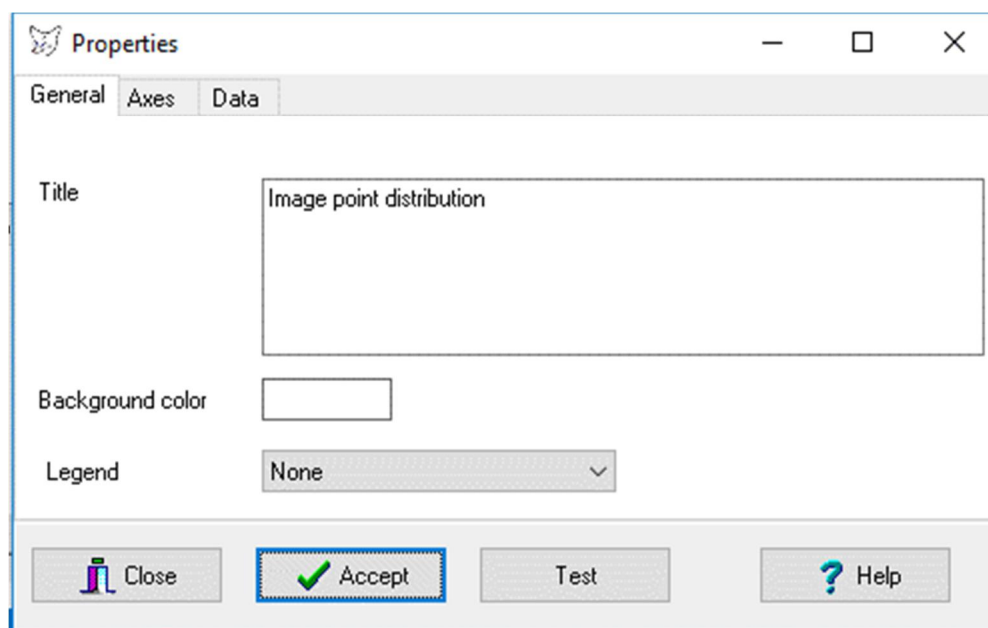 Properties
General Axes Data
Title
Image point distribution
Background color
Legend
None
Close Accept Test Help